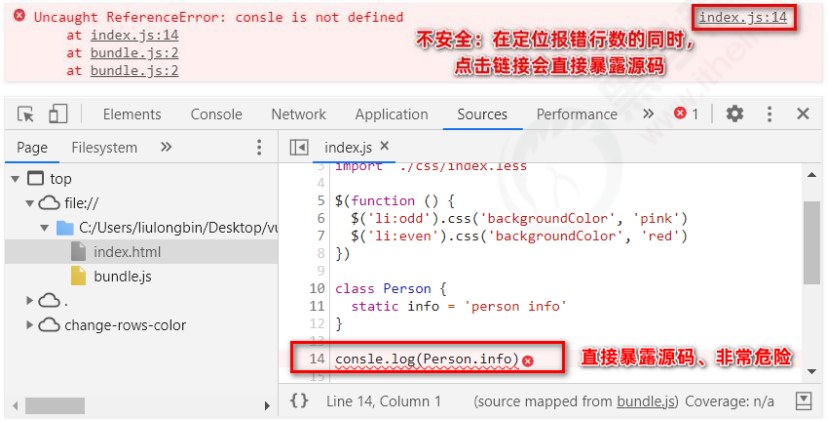 Uncaught ReferenceError: consle is not defined
index.js:14
at index.js:14
at bundle.js:2
at bundle.js:2
不安全：在定位报错行数的同时，
点击链接会直接暴露源码
Elements Console Network Application Sources Performance » 1
Page Filesystem »
index.js ×
top
file://
C:/Users/liulongbin/Desktop/vu
index.html
bundle.js
.
change-rows-color
3 import './css/index.less
4
5 $(function () {
6 $('li:odd').css('backgroundColor', 'pink')
7 $('li:even').css('backgroundColor', 'red')
8 })
9
10 class Person {
11 static info = 'person info'
12 }
13
14 consle.log(Person.info)
直接暴露源码、非常危险
15
{} Line 14, Column 1 (source mapped from bundle.js) Coverage: n/a